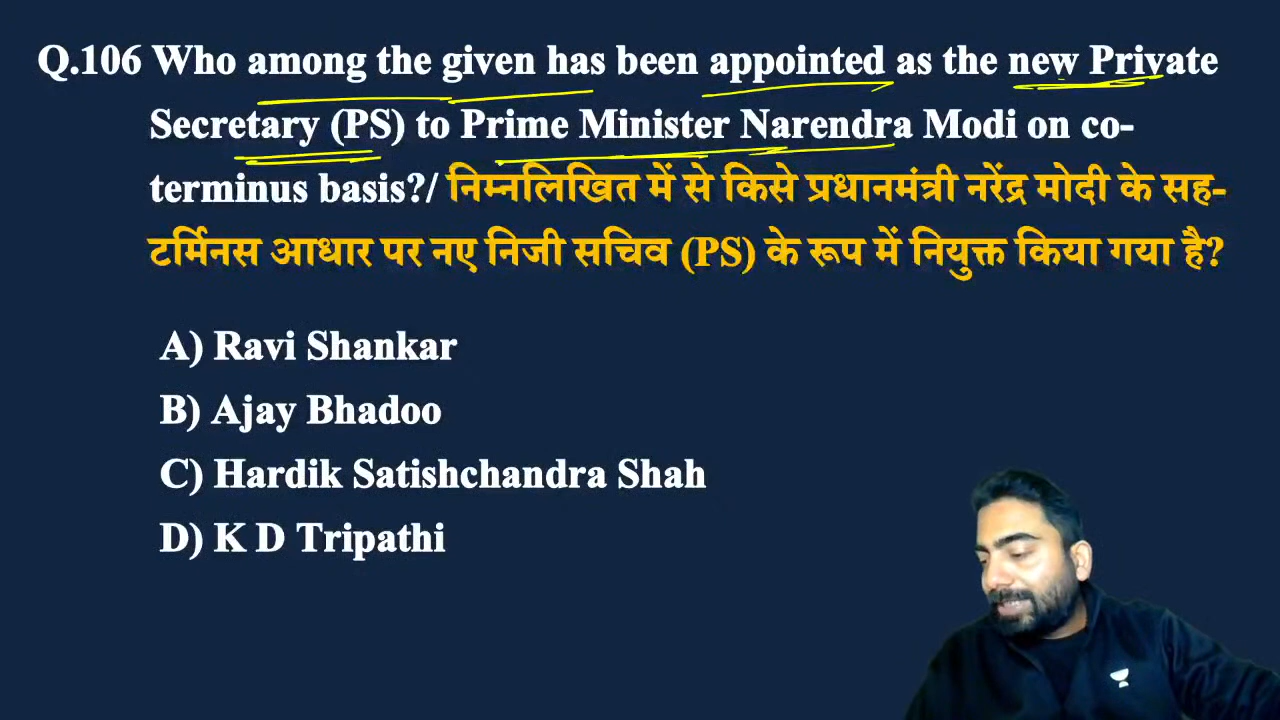 Q.106 Who among the given has been appointed as the new Private
Secretary (PS) to Prime Minister Narendra Modi on co-
terminus basis?/ निम्नलिखित में से किसे प्रधानमंत्री नरेंद्र मोदी के सह-
टर्मिनस आधार पर नए निजी सचिव (PS) के रूप में नियुक्त किया गया है?
A) Ravi Shankar
B) Ajay Bhadoo
C) Hardik Satishchandra Shah
D) K D Tripathi